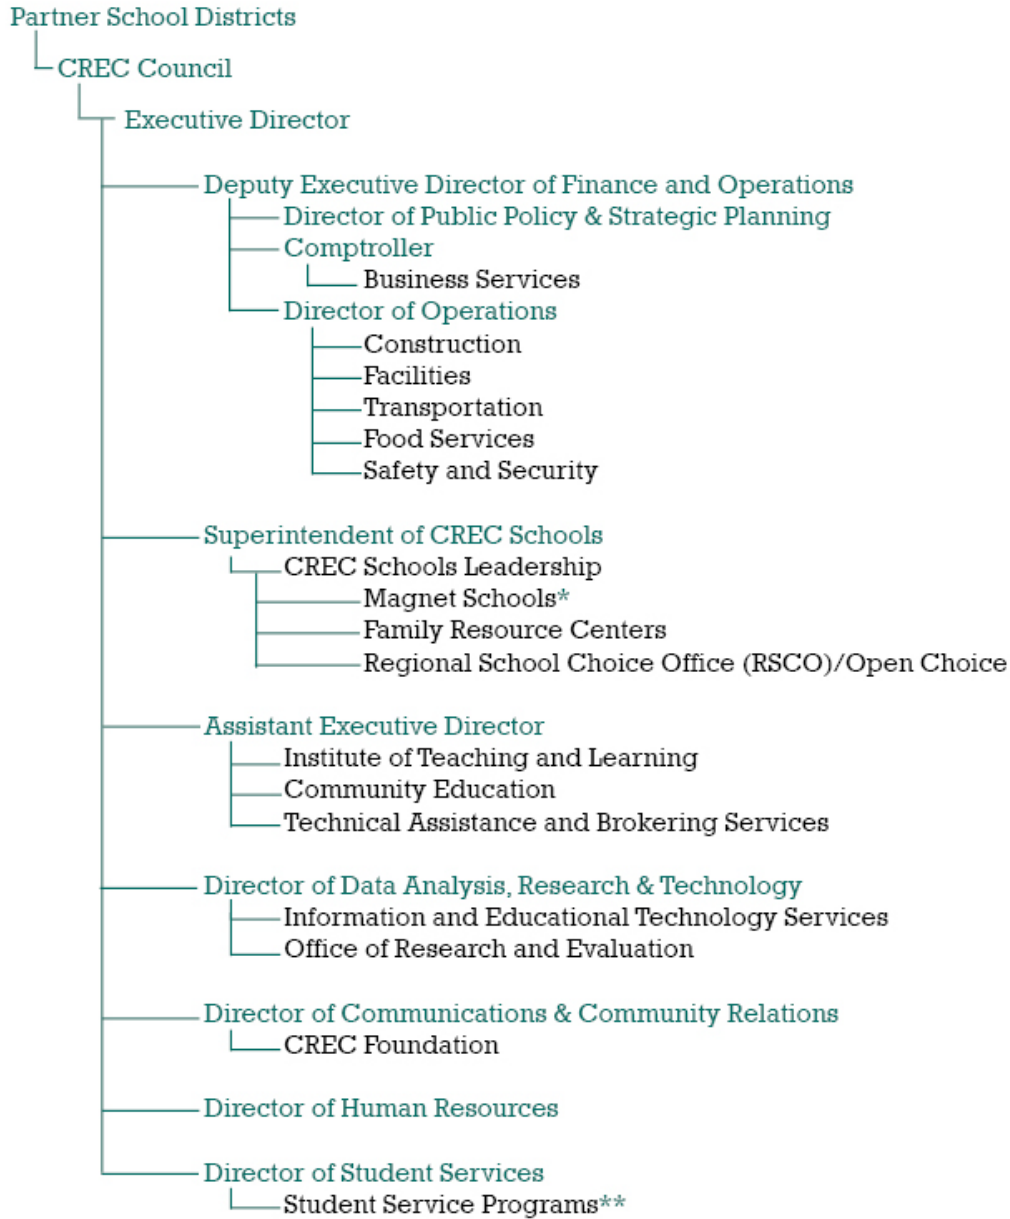 Partner School Districts
CREC Council
Executive Director
Deputy Executive Director of Finance and Operations
Director of Public Policy & Strategic Planning
Comptroller
Business Services
Director of Operations
Construction
Facilities
Transportation
Food Services
Safety and Security
Superintendent of CREC Schools
CREC Schools Leadership
Magnet Schools*
Family Resource Centers
Regional School Choice Office (RSCO)/Open Choice
Assistant Executive Director
Institute of Teaching and Learning
Community Education
Technical Assistance and Brokering Services
Director of Data Analysis, Research & Technology
Information and Educational Technology Services
Office of Research and Evaluation
Director of Communications & Community Relations
CREC Foundation
Director of Human Resources
Director of Student Services
Student Service Programs**